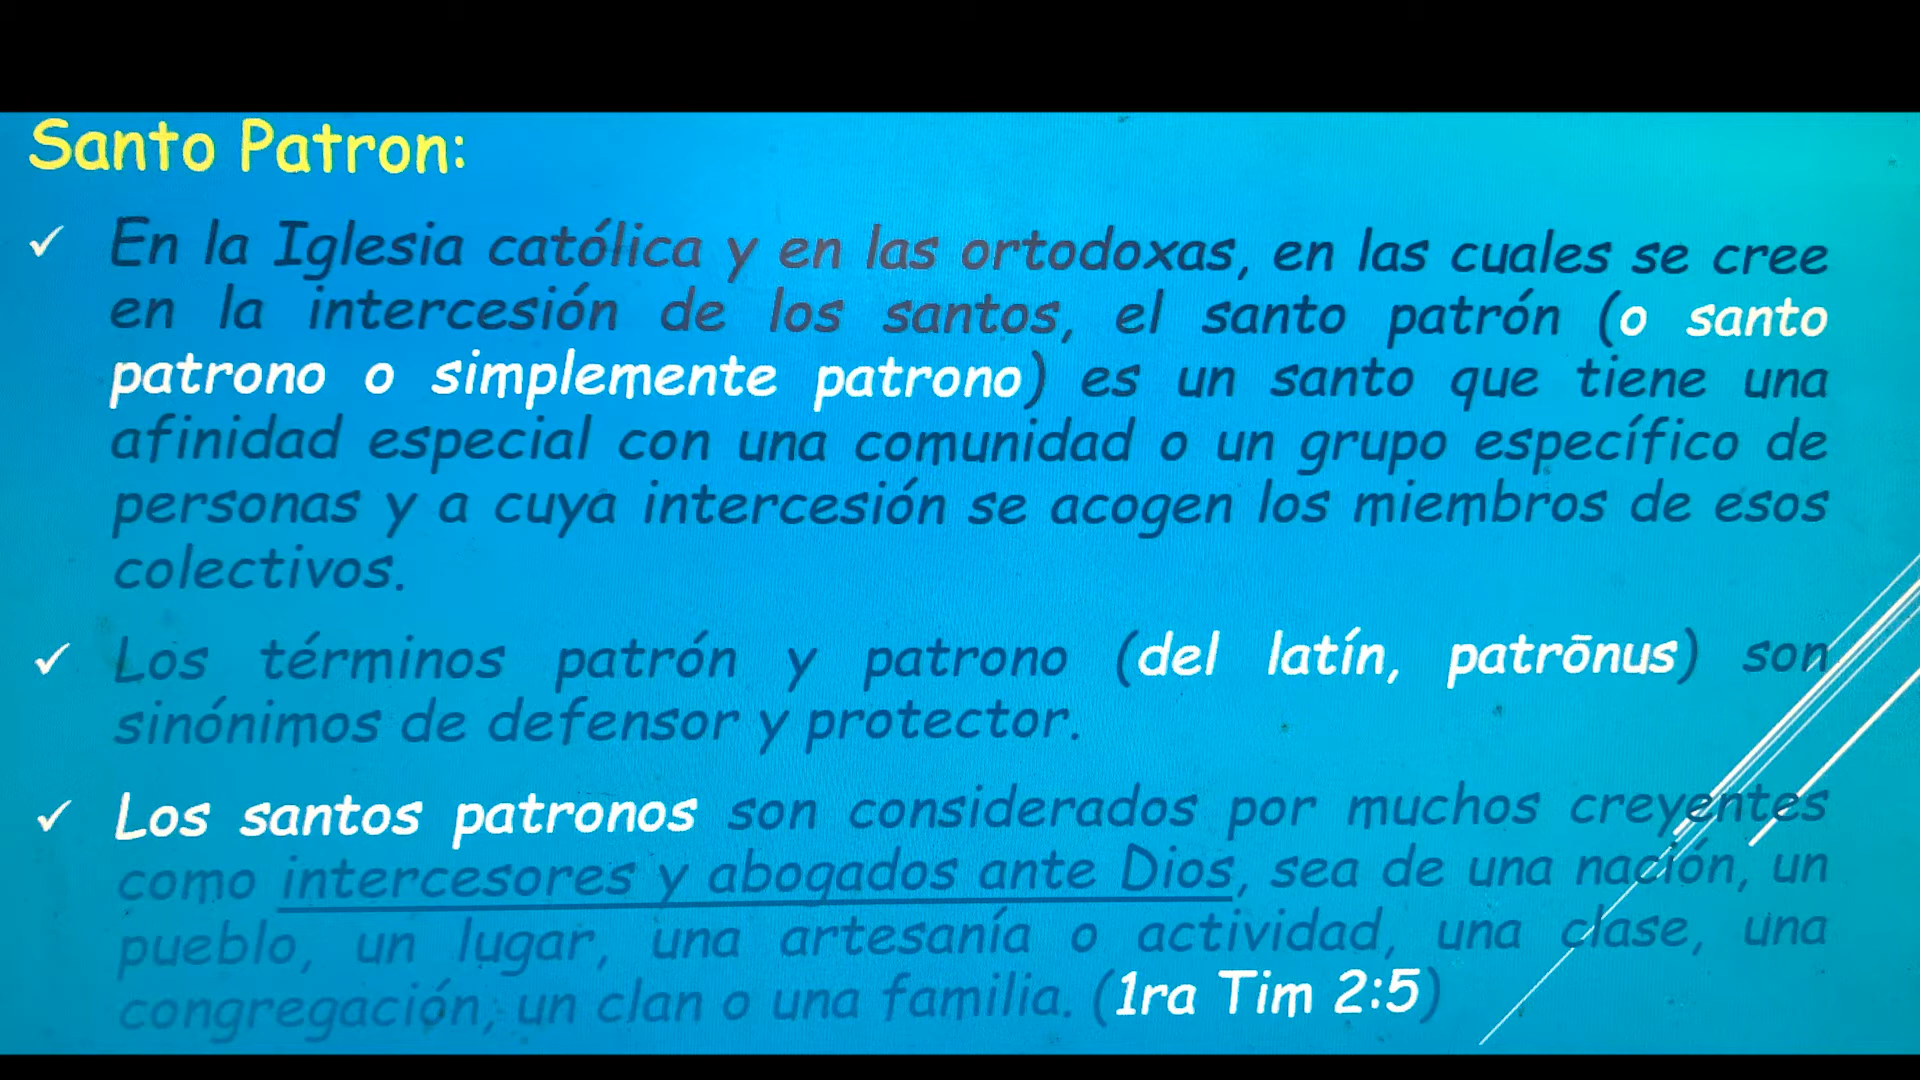 Santo Patron:
✓ En la Iglesia católica y en las ortodoxas, en las cuales se cree
en la intercesión de los santos, el santo patrón (o santo
patrono o simplemente patrono) es un santo que tiene una
afinidad especial con una comunidad o un grupo específico de
personas y a cuya intercesión se acogen los miembros de esos
colectivos.
✓ Los términos patrón y patrono (del latín, patrōnus) son
sinónimos de defensor y protector.
✓ Los santos patronos son considerados por muchos creyentes
como intercesores y abogados ante Dios, sea de una nación, un
pueblo, un lugar, una artesanía o actividad, una clase, una
congregación, un clan o una familia. (1ra Tim 2:5)